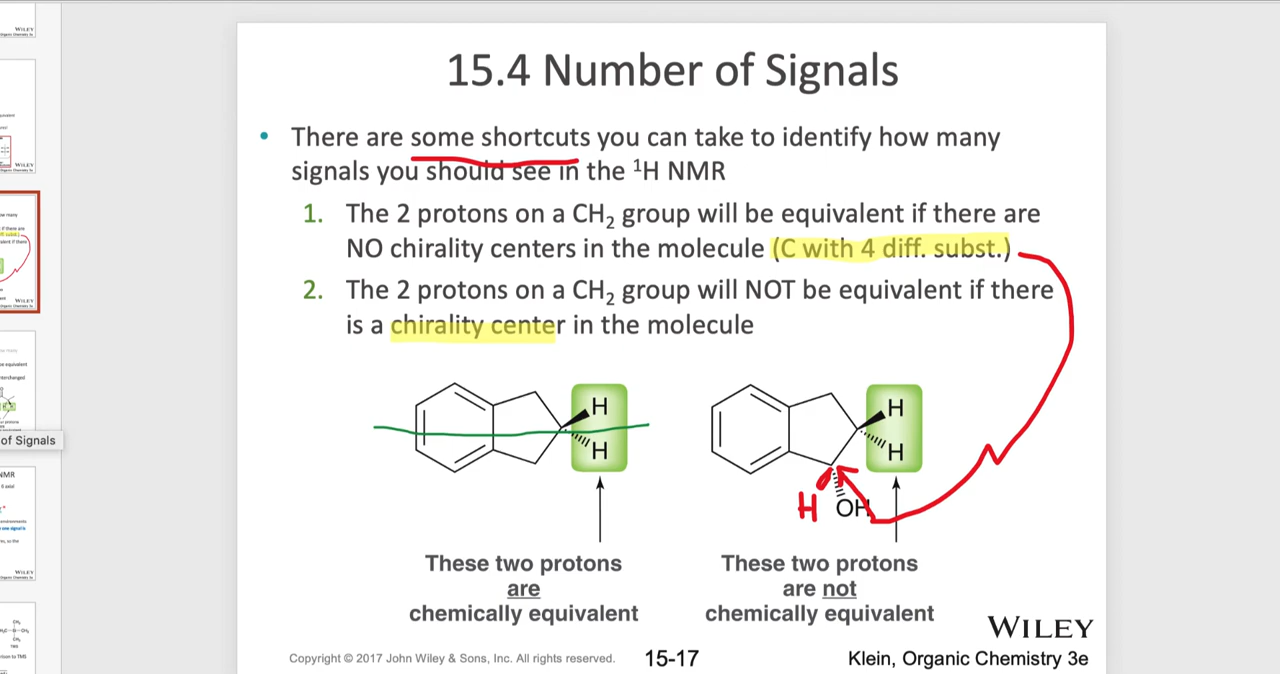 WILEY
WILEY
of Signals
NMR
WILEY
15.4 Number of Signals
• There are some shortcuts you can take to identify how many
signals you should see in the ¹H NMR
1. The 2 protons on a CH₂ group will be equivalent if there are
NO chirality centers in the molecule (C with 4 diff. subst.)
2. The 2 protons on a CH₂ group will NOT be equivalent if there
is a chirality center in the molecule
H
H
H
H
H
OH
These two protons
are
chemically equivalent
These two protons
are not
chemically equivalent
WILEY
Copyright © 2017 John Wiley & Sons, Inc. All rights reserved.
15-17
Klein, Organic Chemistry 3e